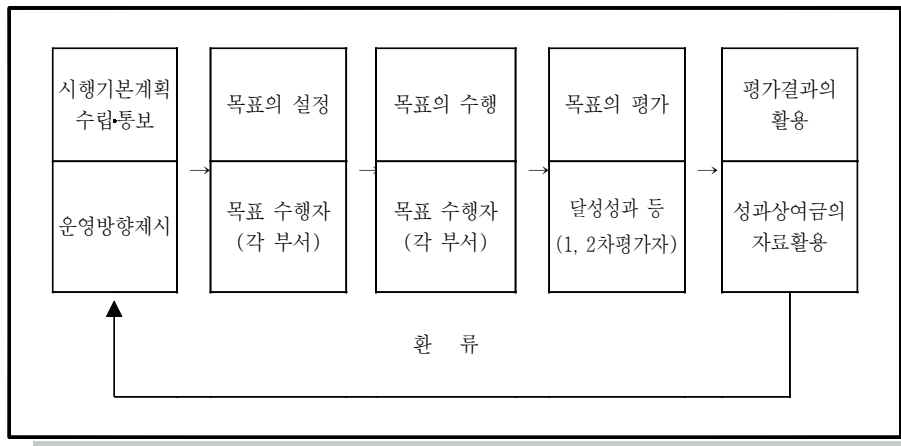 시행기본계획
수립·통보
운영방향제시
→
목표의 설정
목표 수행자
(각 부서)
→
목표의 수행
목표 수행자
(각 부서)
→
목표의 평가
달성성과 등
(1, 2차평가자)
→
평가결과의
활용
성과상여금의
자료활용
환 류